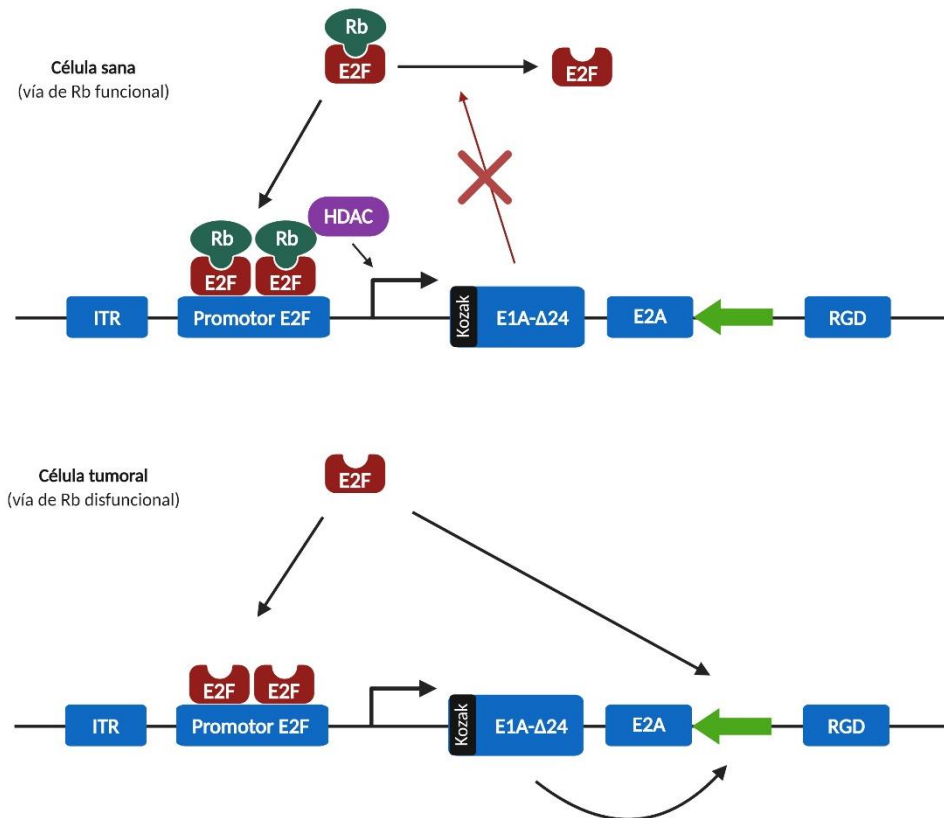 Rb
E2F
E2F
Célula sana
(vía de Rb funcional)
HDAC
Rb
Rb
E2F
E2F
ITR
Promotor E2F
Kozak
E1A-Δ24
E2A
RGD
Célula tumoral
(vía de Rb disfuncional)
E2F
E2F
E2F
ITR
Promotor E2F
Kozak
E1A-Δ24
E2A
RGD